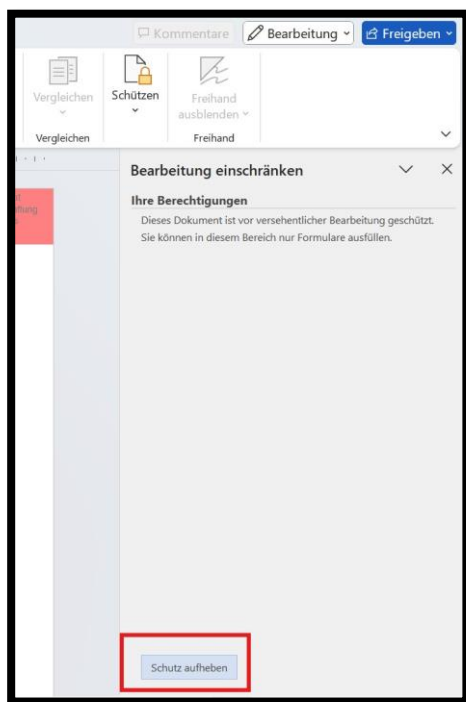 Kommentare Bearbeitung Freigeben
Vergleichen Schützen Freihand
ausblenden
Vergleichen Freihand
Bearbeitung einschränken
Ihre Berechtigungen
Dieses Dokument ist vor versehentlicher Bearbeitung geschützt.
Sie können in diesem Bereich nur Formulare ausfüllen.
Schutz aufheben